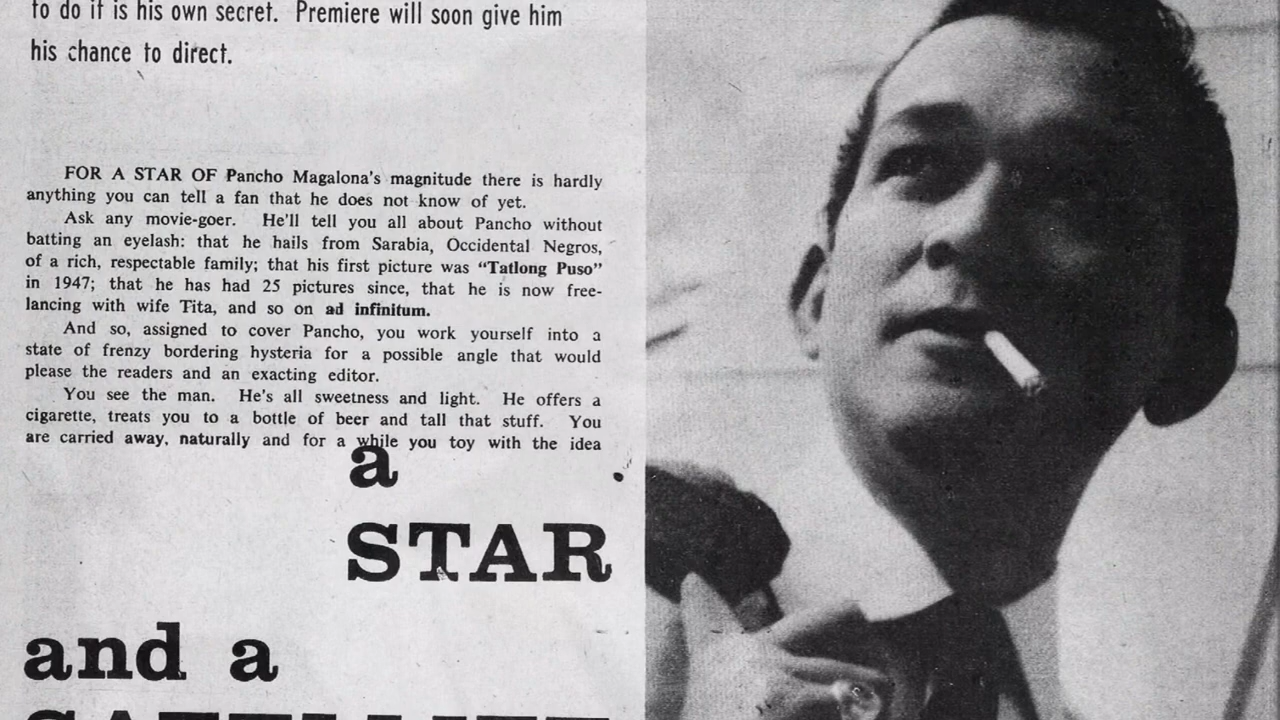 to do it is his own secret. Premiere will soon give him
his chance to direct.
FOR A STAR OF Pancho Magalona's magnitude there is hardly
anything you can tell a fan that he does not know of yet.
Ask any movie-goer. He'll tell you all about Pancho without
batting an eyelash: that he hails from Sarabia, Occidental Negros,
of a rich, respectable family; that his first picture was “Tatlong Puso”
in 1947; that he has had 25 pictures since, that he is now free-
lancing with wife Tita, and so on ad infinitum.
And so, assigned to cover Pancho, you work yourself into a
state of frenzy bordering hysteria for a possible angle that would
please the readers and an exacting editor.
You see the man. He's all sweetness and light. He offers a
cigarette, treats you to a bottle of beer and tall that stuff. You
are carried away, naturally and for a while you toy with the idea
a
STAR
and a